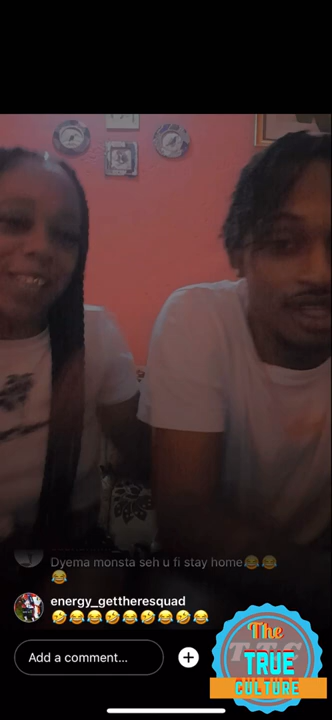 Dyema monsta seh u fi stay home😂😂
😂
energy_gettheresquad
🤣😂😂🤣😂🤣😂🤣😂
Add a comment...
The
TRUE
CULTURE